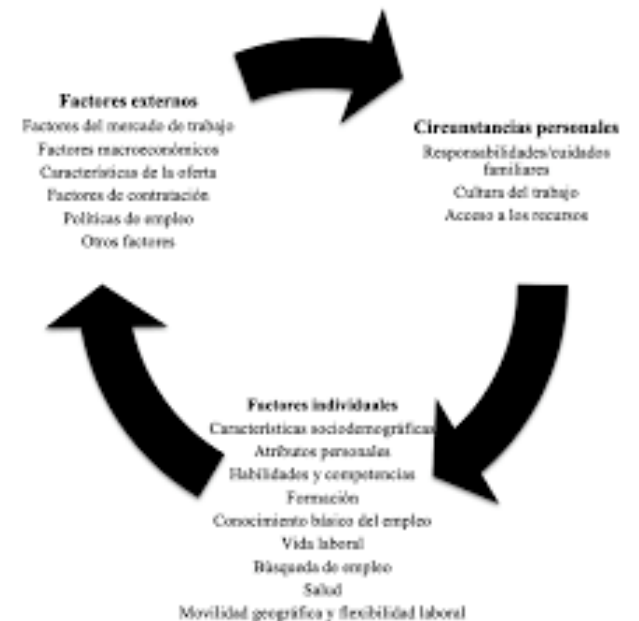 Factores externos
Factores del mercado de trabajo
Factores macroeconómicos
Características de la oferta
Factores de contratación
Políticas de empleo
Otros factores
Circunstancias personales
Responsabilidades/cuidados
familiares
Cultura del trabajo
Acceso a los recursos
Factores individuales
Características sociodemográficas
Atributos personales
Habilidades y competencias
Formación
Conocimiento básico del empleo
Vida laboral
Búsqueda de empleo
Salud
Movilidad geográfica y flexibilidad laboral